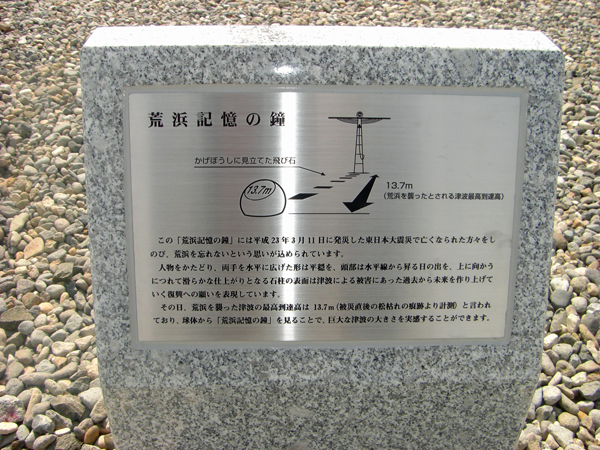 荒浜記憶の鐘
かげぼうしに見立てた飛び石
13.7m
13.7m
(荒浜を襲ったとされる津波最高到達高)
この「荒浜記憶の鐘」には平成23年3月11日に発災した東日本大震災で亡くなられた方々をし
のび、荒浜を忘れないという思いが込められています。
人物をかたどり、両手を水平に広げた形は平穏を、頭部は水平線から昇る日の出を、上に向かう
につれて滑らかな仕上がりとなる石柱の表面は津波による被害にあった過去から未来を作り上げて
いく復興への願いを表現しています。
その日、荒浜を襲った津波の最高到達高は 13.7m(被災直後の松枯れの痕跡より計測) と言われ
ており、球体から「荒浜記憶の鐘」を見ることで、巨大な津波の大きさを実感することができます。